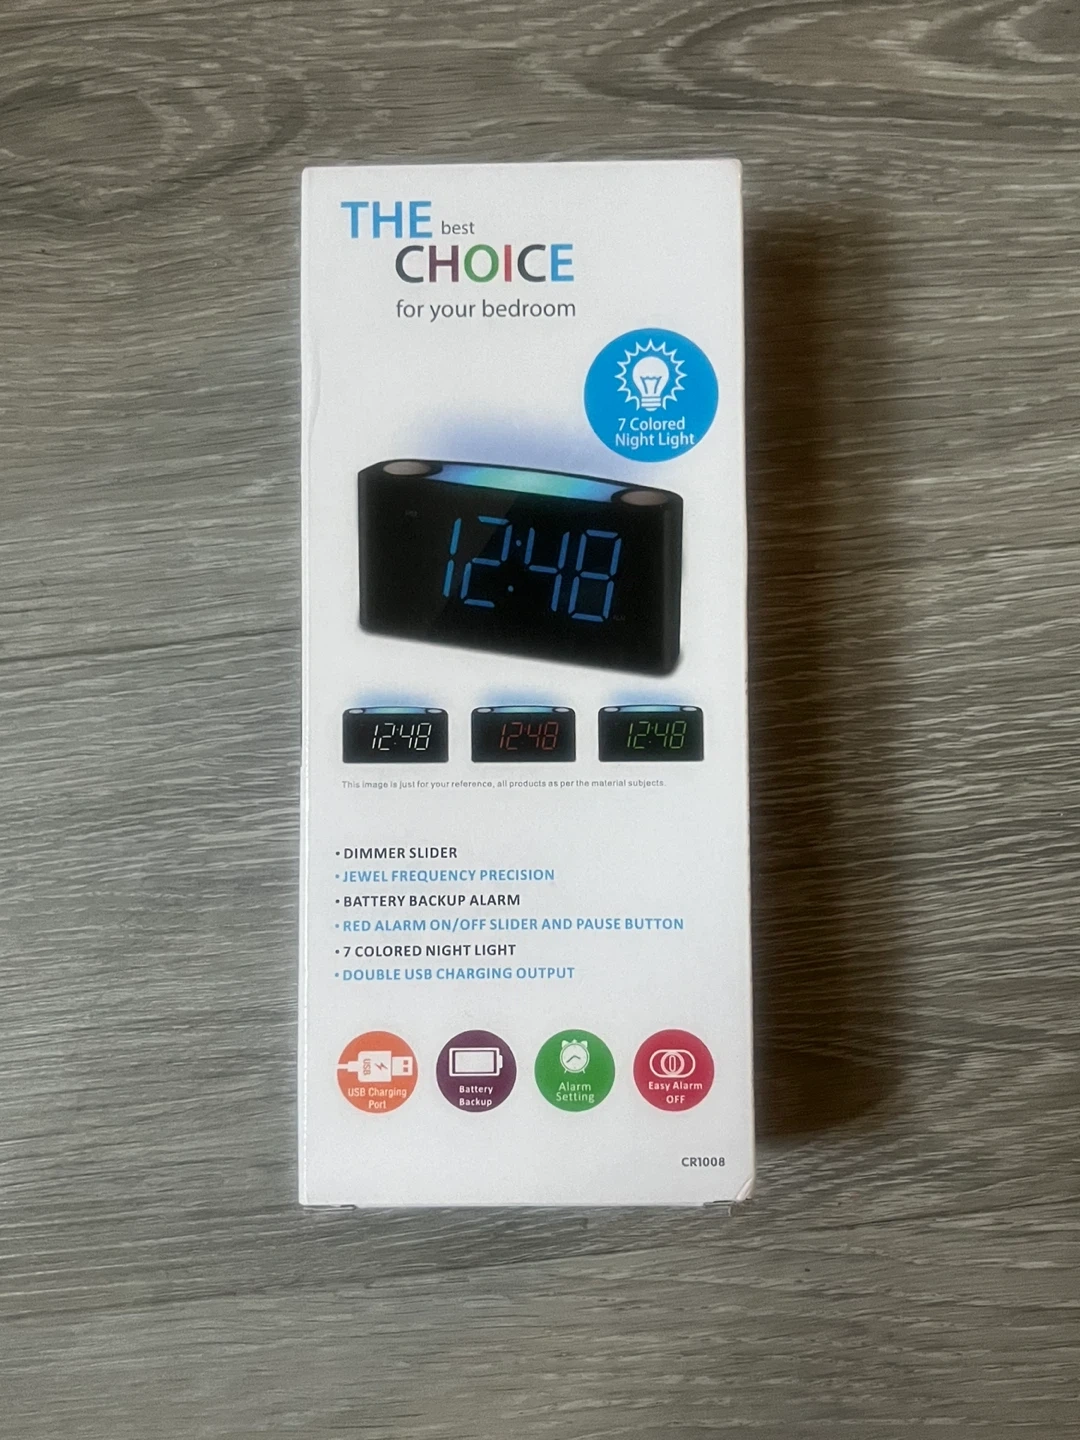 THE best
CHOICE
for your bedroom
7 Colored
Night Light
12:48
12:48
12:48
12:48
This image is just for your reference, all products as per the material subjects.
• DIMMER SLIDER
• JEWEL FREQUENCY PRECISION
• BATTERY BACKUP ALARM
• RED ALARM ON/OFF SLIDER AND PAUSE BUTTON
• 7 COLORED NIGHT LIGHT
• DOUBLE USB CHARGING OUTPUT
USB
USB Charging
Port
Battery
Backup
Alarm
Setting
Easy Alarm
OFF
CR1008